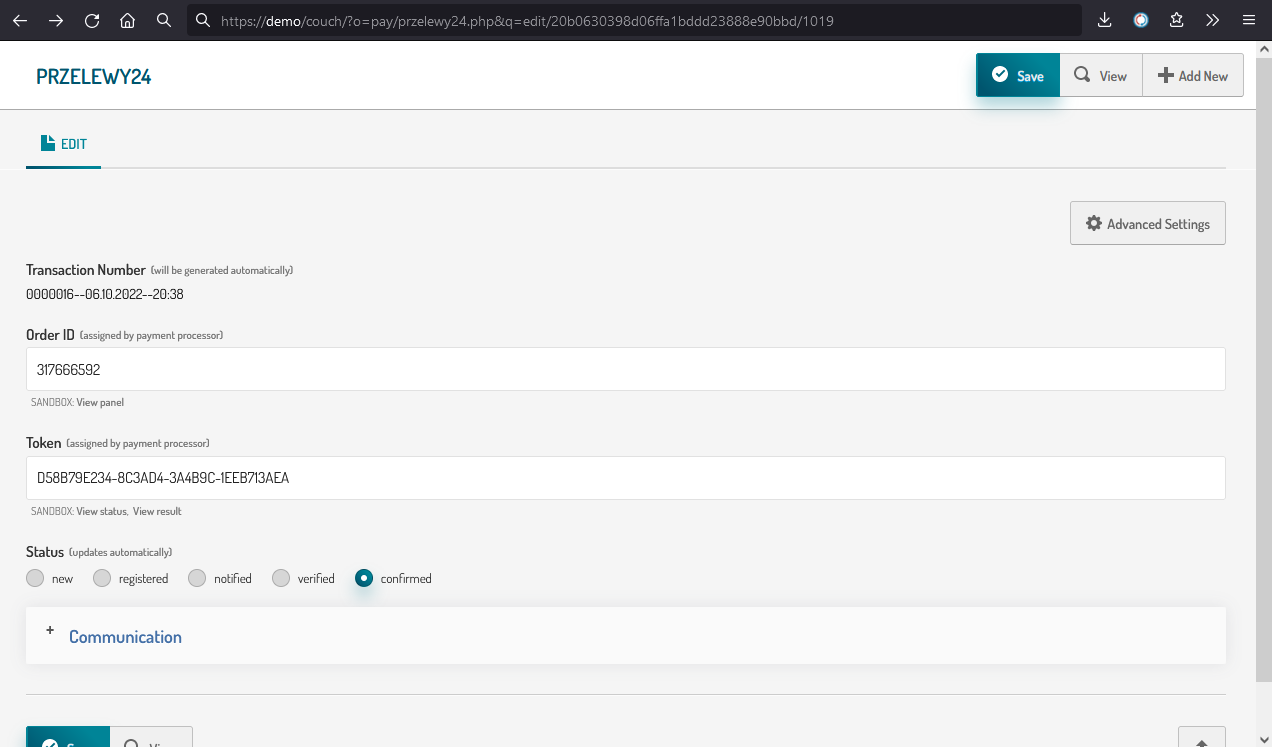 https://demo/couch/?o=pay/przelewy24.php&q=edit/20b0630398d06ffa1bddd23888e90bbd/1019
PRZELEWY24
Save View Add New
EDIT
Advanced Settings
Transaction Number (will be generated automatically)
0000016--06.10.2022--20:38
Order ID (assigned by payment processor)
317666592
SANDBOX: View panel
Token (assigned by payment processor)
D58B79E234-8C3AD4-3A4B9C-1EEB713AEA
SANDBOX: View status, View result
Status (updates automatically)
new registered notified verified confirmed
+ Communication